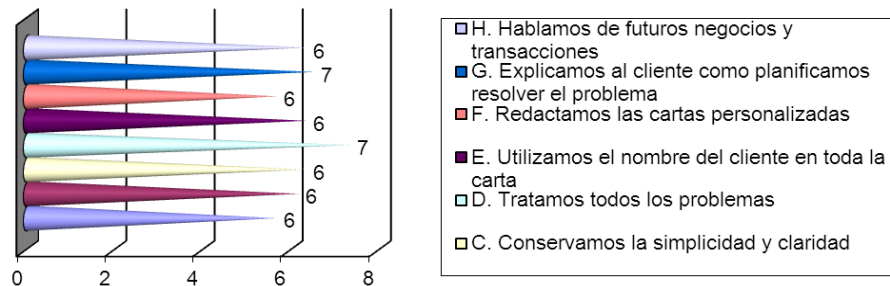 6
7
6
6
7
6
6
6
0 2 4 6 8
H. Hablamos de futuros negocios y
transacciones
G. Explicamos al cliente como planificamos
resolver el problema
F. Redactamos las cartas personalizadas
E. Utilizamos el nombre del cliente en toda la
carta
D. Tratamos todos los problemas
C. Conservamos la simplicidad y claridad